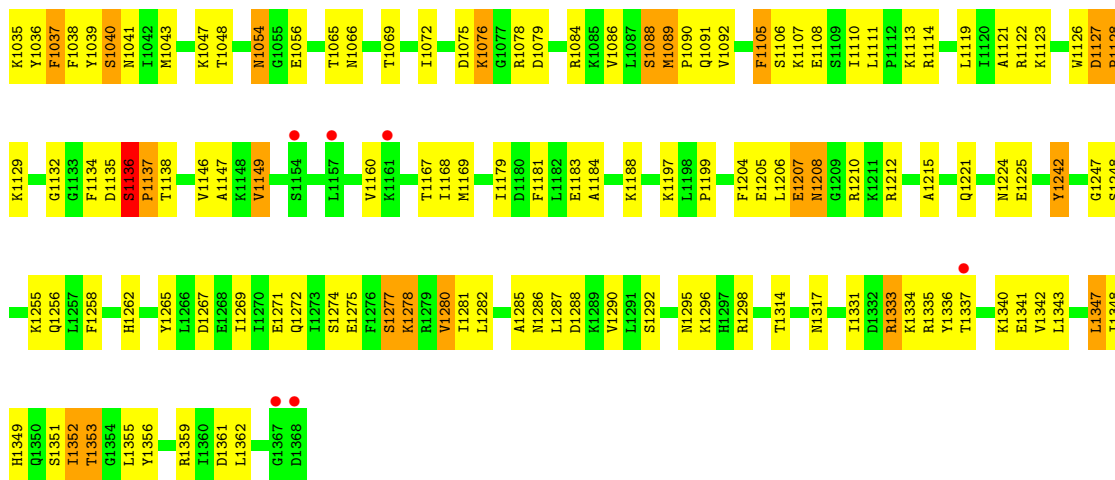 K1035 Y1036 F1037 F1038 Y1039 S1040 N1041 I1042 M1043 K1047 T1048 N1054 G1055 E1056 T1065 N1066 T1069 I1072 D1075 K1076 G1077 R1078 D1079 R1084 K1085 V1086 L1087 S1088 M1089 P1090 Q1091 V1092 F1105 S1106 K1107 E1108 S1109 I1110 L1111 P1112 K1113 R1114 L1119 I1120 A1121 R1122 K1123 W1126 D1127 R1128
K1129 G1132 G1133 F1134 D1135 S1136 P1137 T1138 V1146 A1147 K1148 V1149 S1154 L1157 V1160 K1161 T1167 I1168 M1169 I1179 D1180 F1181 L1182 E1183 A1184 K1188 K1197 L1198 P1199 F1204 E1205 L1206 E1207 N1208 G1209 R1210 K1211 R1212 A1215 Q1221 N1224 E1225 Y1242 G1247 S1248
K1255 Q1256 L1257 F1258 H1262 Y1265 L1266 D1267 E1268 I1269 I1270 E1271 Q1272 I1273 S1274 E1275 F1276 S1277 K1278 R1279 V1280 I1281 L1282 A1285 N1286 L1287 D1288 K1289 V1290 L1291 S1292 N1295 K1296 H1297 R1298 T1314 N1317 I1331 D1332 R1333 K1334 R1335 Y1336 T1337 K1340 E1341 V1342 L1343 L1347 I1348
H1349 Q1350 S1351 I1352 T1353 G1354 L1355 Y1356 R1359 I1360 D1361 L1362 G1367 D1368